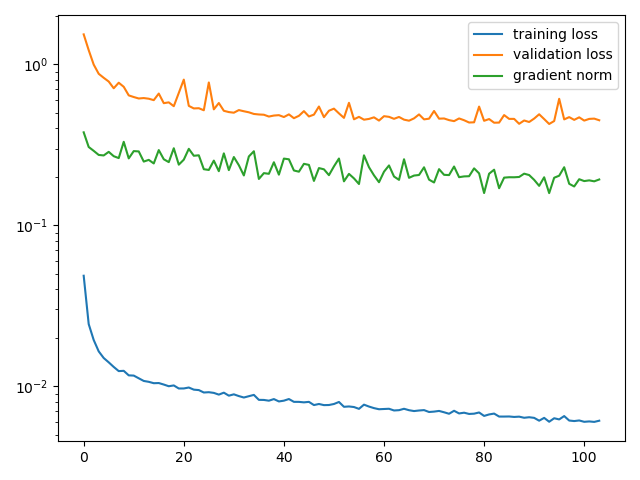 training loss
validation loss
gradient norm
10⁰
10⁻¹
10⁻²
0 20 40 60 80 100